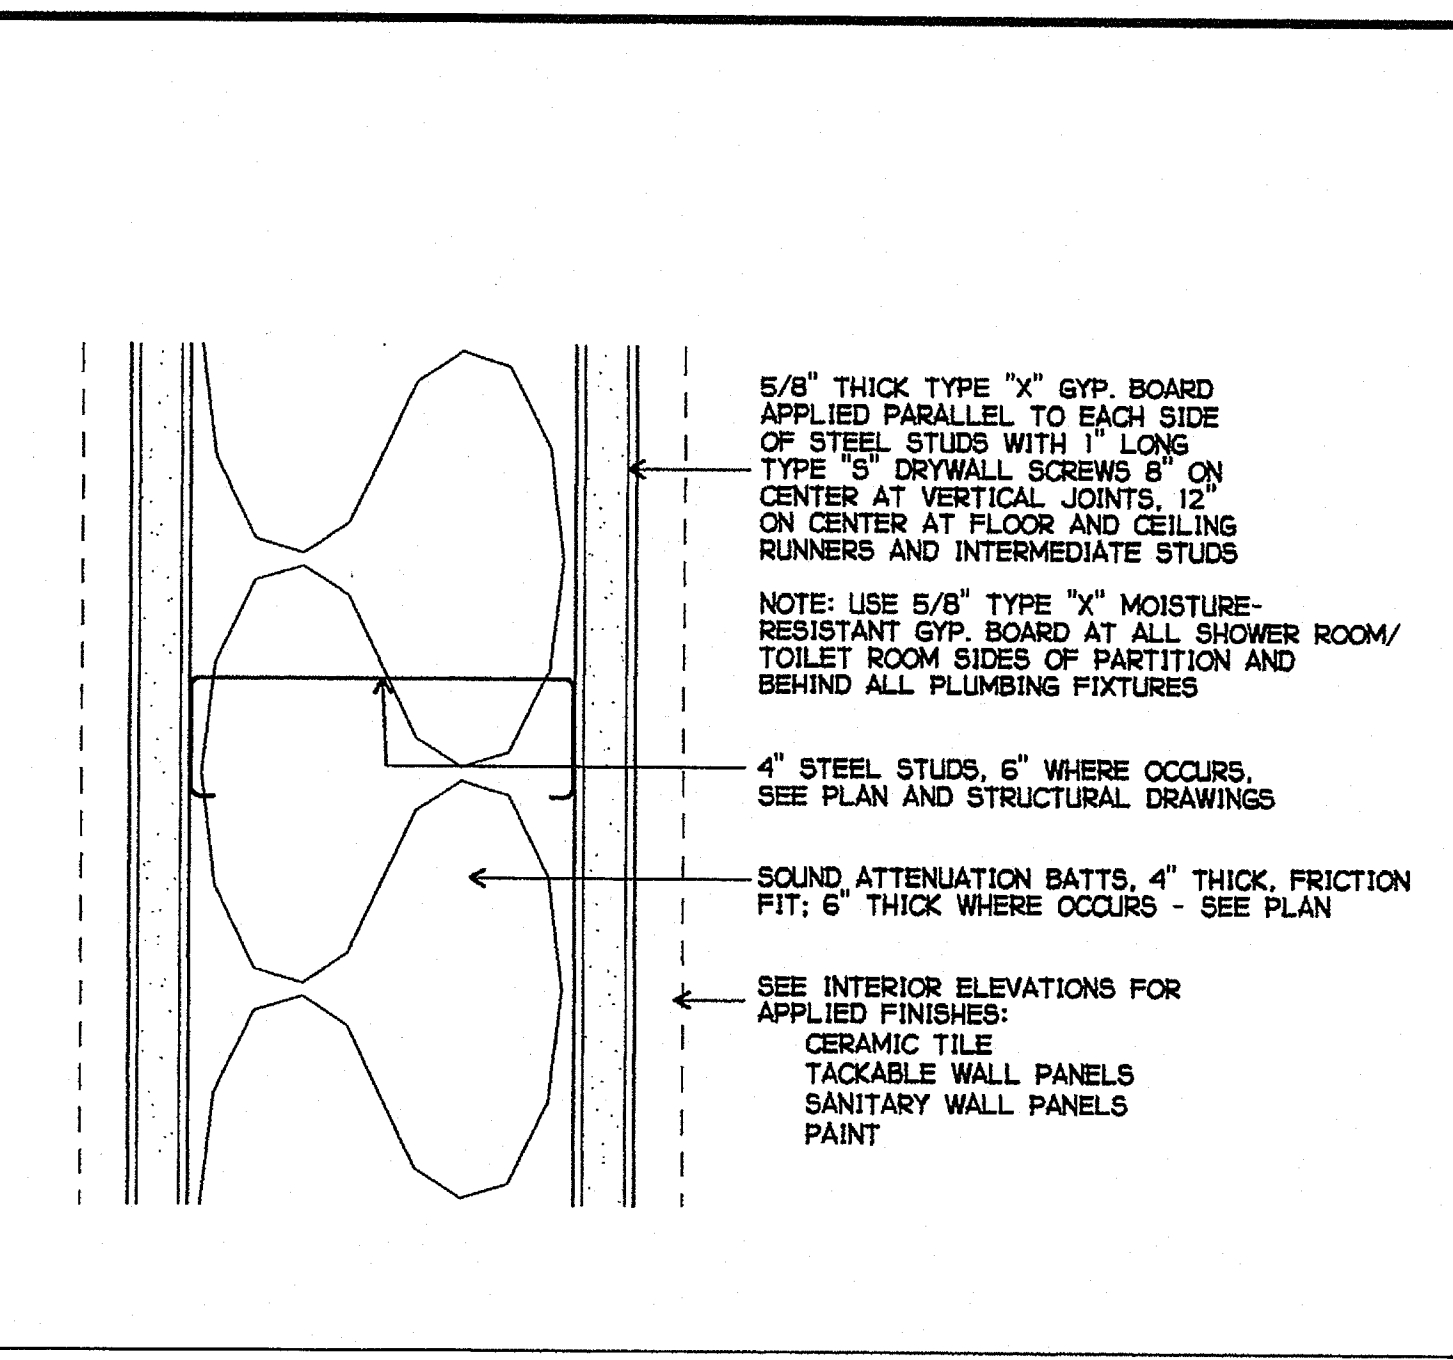 5/8" THICK TYPE "X" GYP. BOARD
APPLIED PARALLEL TO EACH SIDE
OF STEEL STUDS WITH 1" LONG
TYPE "S" DRYWALL SCREWS 8" ON
CENTER AT VERTICAL JOINTS, 12"
ON CENTER AT FLOOR AND CEILING
RUNNERS AND INTERMEDIATE STUDS
NOTE: USE 5/8" TYPE "X" MOISTURE-
RESISTANT GYP. BOARD AT ALL SHOWER ROOM/
TOILET ROOM SIDES OF PARTITION AND
BEHIND ALL PLUMBING FIXTURES
4" STEEL STUDS, 6" WHERE OCCURS,
SEE PLAN AND STRUCTURAL DRAWINGS
SOUND ATTENUATION BATTS, 4" THICK, FRICTION
FIT; 6" THICK WHERE OCCURS - SEE PLAN
SEE INTERIOR ELEVATIONS FOR
APPLIED FINISHES:
CERAMIC TILE
TACKABLE WALL PANELS
SANITARY WALL PANELS
PAINT